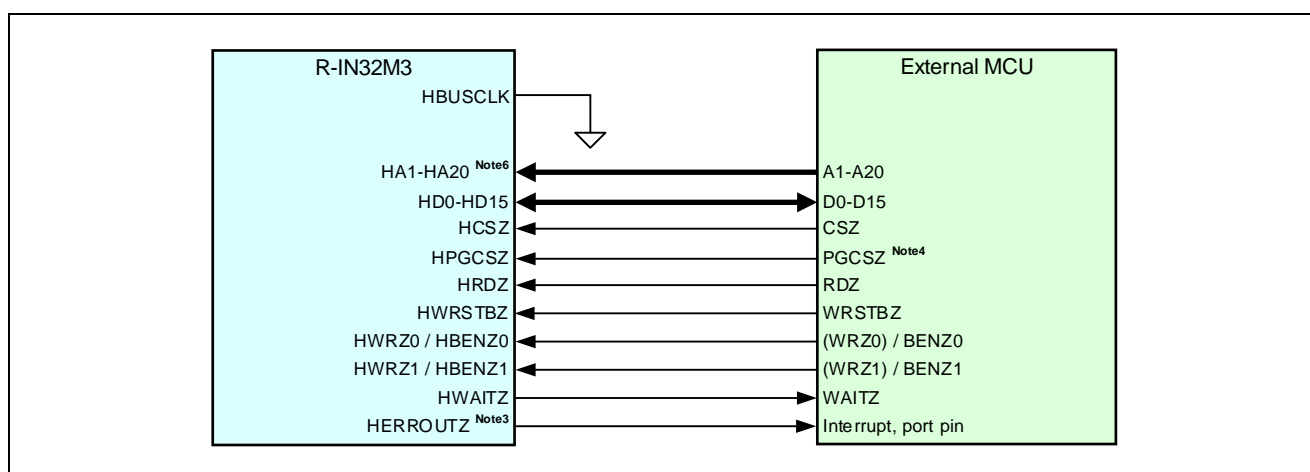 R-IN32M3 External MCU
HBUSCLK
HA1-HA20 Note6 A1-A20
HD0-HD15 D0-D15
HCSZ CSZ
HPGCSZ PGCSZ Note4
HRDZ RDZ
HWRSTBZ WRSTBZ
HWRZ0 / HBENZ0 (WRZ0) / BENZ0
HWRZ1 / HBENZ1 (WRZ1) / BENZ1
HWAITZ WAITZ
HERROUTZ Note3 Interrupt, port pin